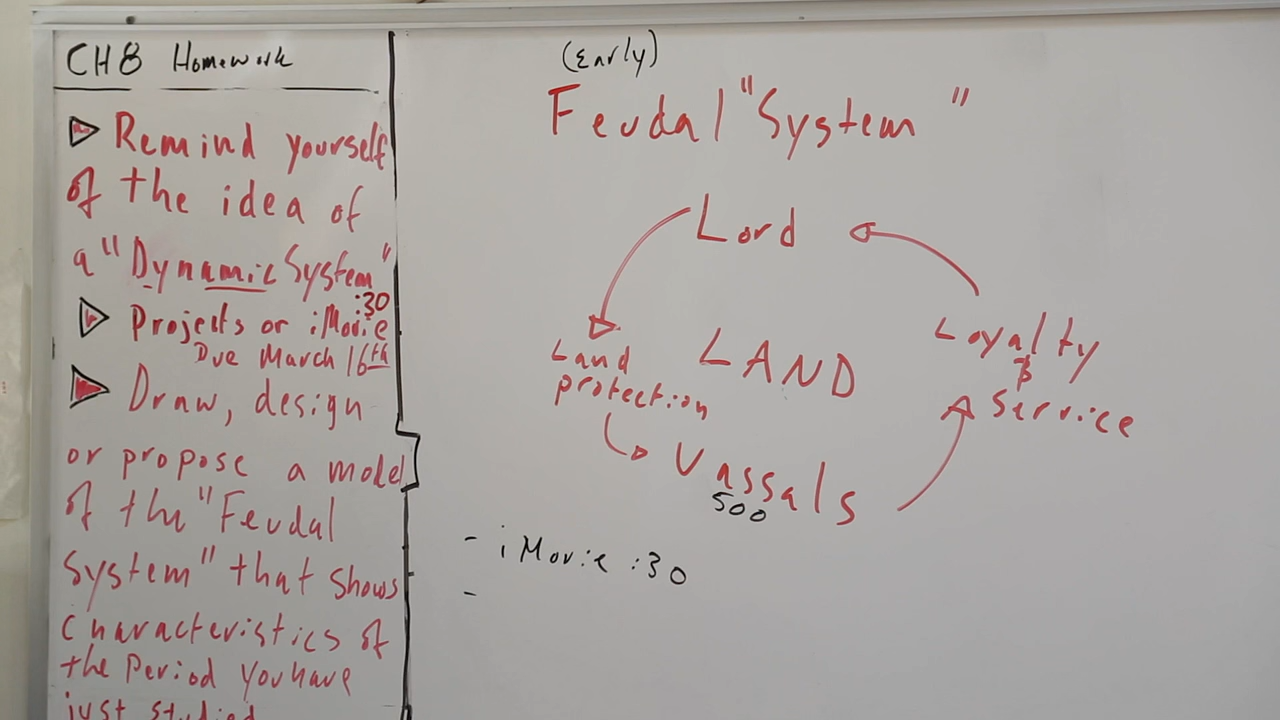 CH8 Homework
Remind yourself
of the idea of
a "Dynamic System"
:30
Projects or iMovie
Due March 16th
Draw, design
or propose a model
of the "Feudal
System" that shows
characteristics of
the Period you have
just studied
(Early)
Feudal "System"
Lord
Land
protection
LAND
Loyalty
&
Service
Vassals
500
- iMovie :30
-